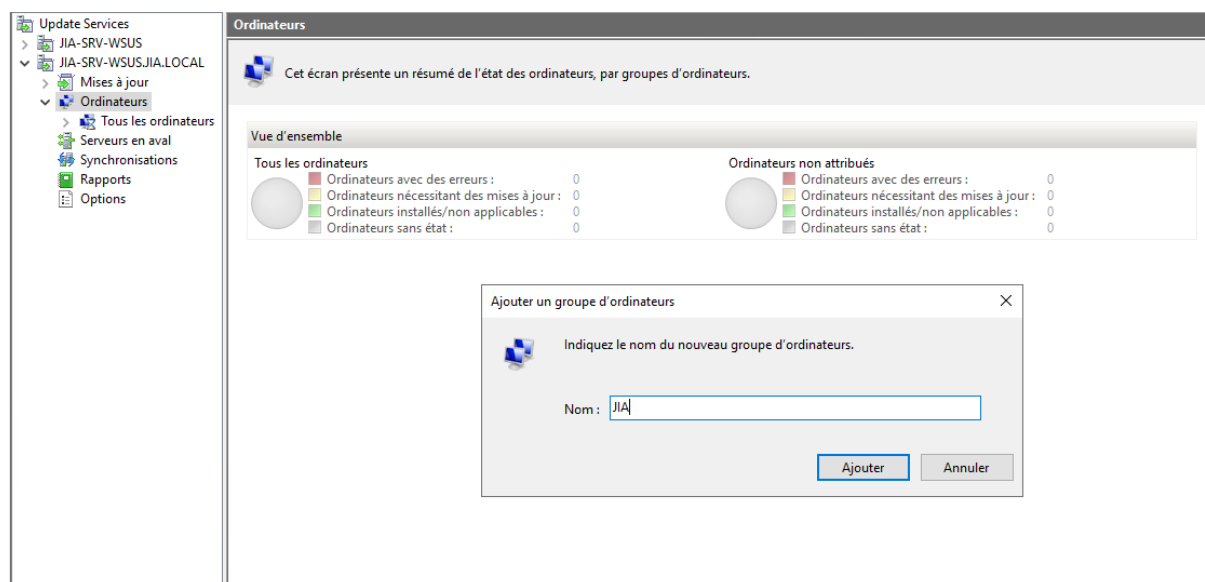 Update Services
JIA-SRV-WSUS
JIA-SRV-WSUS.JIA.LOCAL
Mises à jour
Ordinateurs
Tous les ordinateurs
Serveurs en aval
Synchronisations
Rapports
Options
Ordinateurs
Cet écran présente un résumé de l'état des ordinateurs, par groupes d'ordinateurs.
Vue d'ensemble
Tous les ordinateurs
Ordinateurs avec des erreurs : 0
Ordinateurs nécessitant des mises à jour : 0
Ordinateurs installés/non applicables : 0
Ordinateurs sans état : 0
Ordinateurs non attribués
Ordinateurs avec des erreurs : 0
Ordinateurs nécessitant des mises à jour : 0
Ordinateurs installés/non applicables : 0
Ordinateurs sans état : 0
Ajouter un groupe d'ordinateurs
Indiquez le nom du nouveau groupe d'ordinateurs.
Nom : JIA
Ajouter Annuler